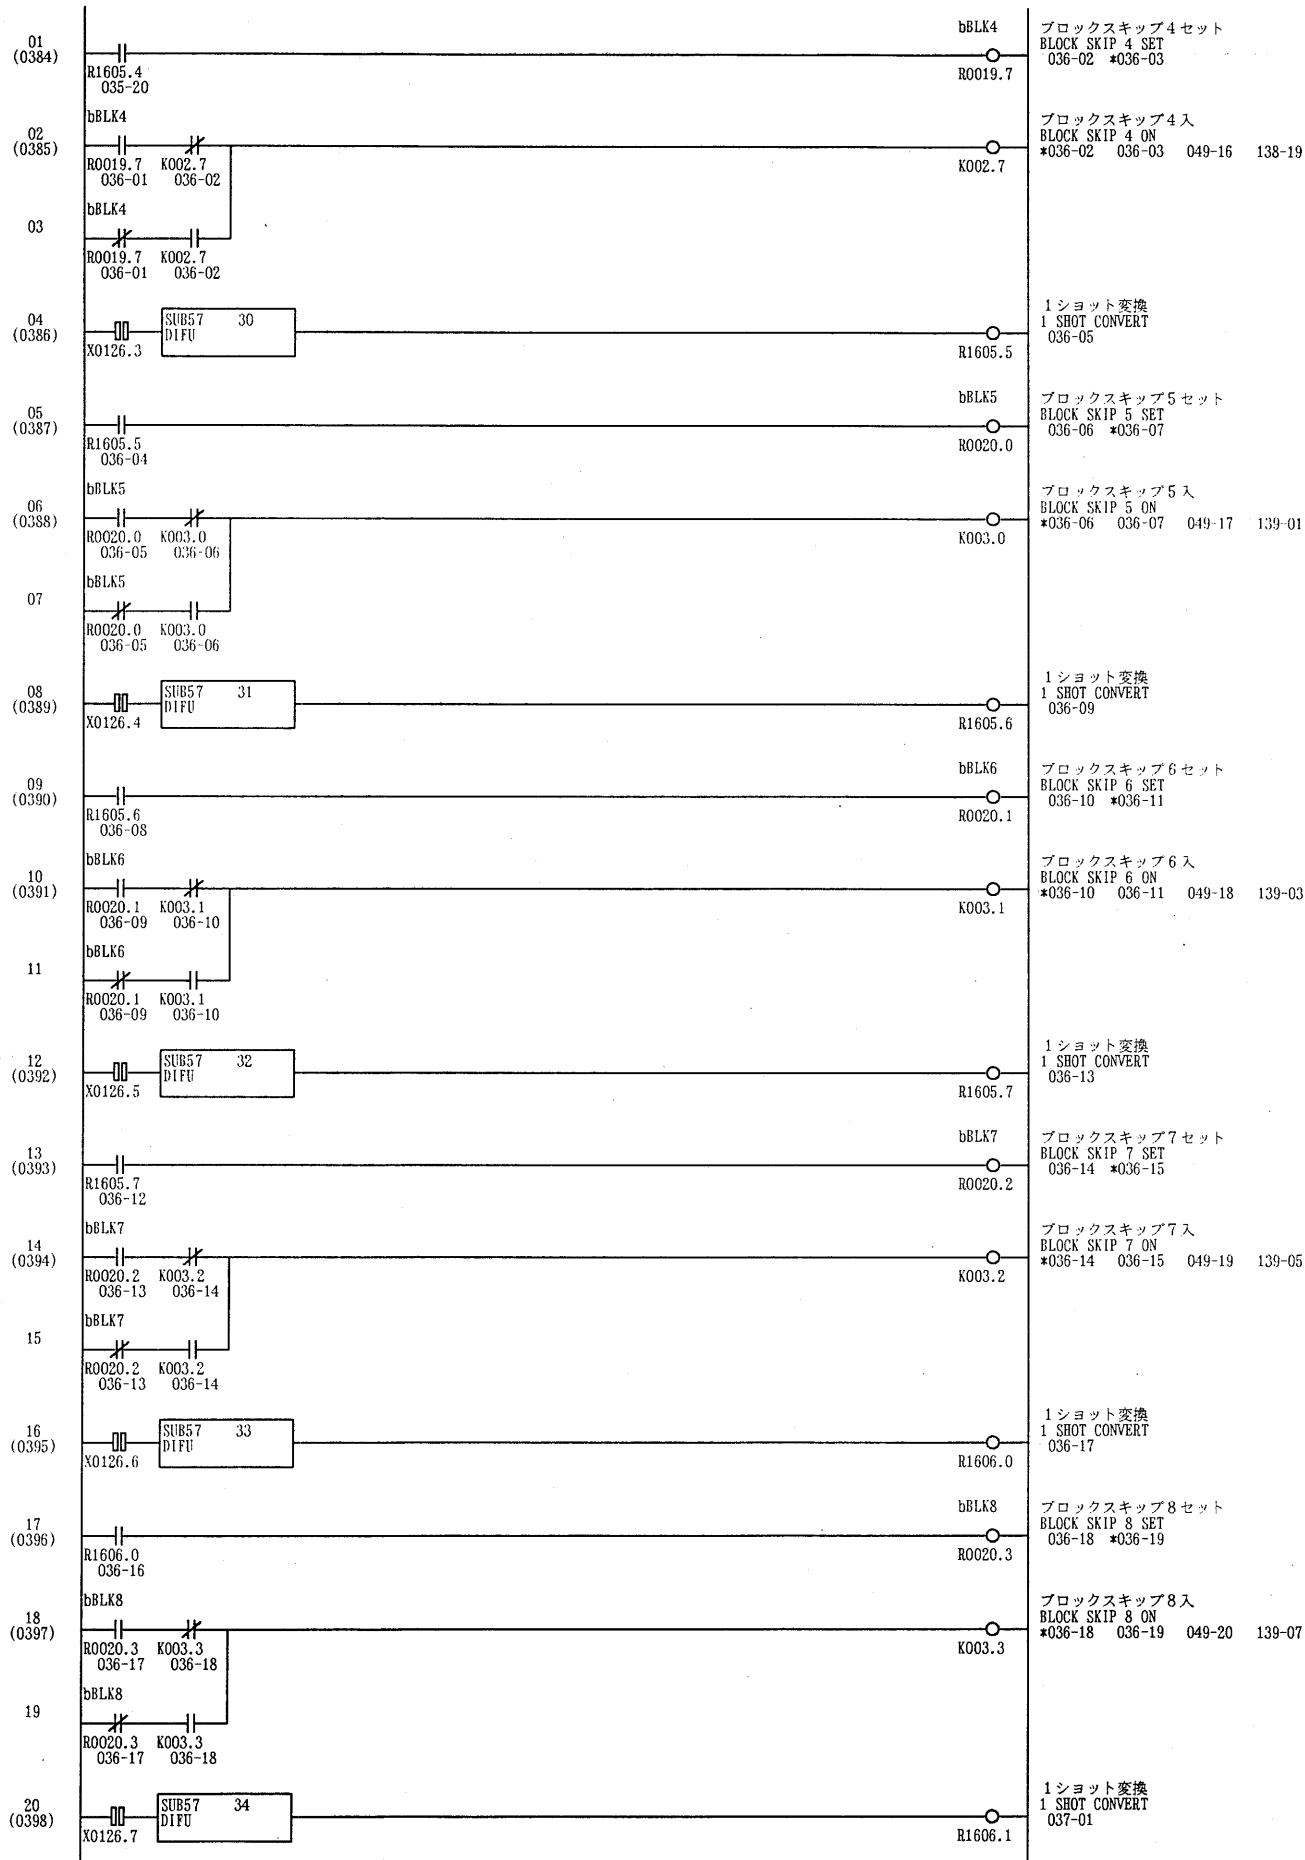 01
(0384)
R1605.4
035-20
bBLK4
R0019.7
ブロックスキップ4セット
BLOCK SKIP 4 SET
036-02 *036-03
02
(0385)
bBLK4
R0019.7 K002.7
036-01 036-02
K002.7
ブロックスキップ4入
BLOCK SKIP 4 ON
*036-02 036-03 049-16 138-19
03
bBLK4
R0019.7 K002.7
036-01 036-02
04
(0386)
X0126.3
SUB57 30
DIFU
R1605.5
1ショット変換
1 SHOT CONVERT
036-05
05
(0387)
R1605.5
036-04
bBLK5
R0020.0
ブロックスキップ5セット
BLOCK SKIP 5 SET
036-06 *036-07
06
(0388)
bBLK5
R0020.0 K003.0
036-05 036-06
K003.0
ブロックスキップ5入
BLOCK SKIP 5 ON
*036-06 036-07 049-17 139-01
07
bBLK5
R0020.0 K003.0
036-05 036-06
08
(0389)
X0126.4
SUB57 31
DIFU
R1605.6
1ショット変換
1 SHOT CONVERT
036-09
09
(0390)
R1605.6
036-08
bBLK6
R0020.1
ブロックスキップ6セット
BLOCK SKIP 6 SET
036-10 *036-11
10
(0391)
bBLK6
R0020.1 K003.1
036-09 036-10
K003.1
ブロックスキップ6入
BLOCK SKIP 6 ON
*036-10 036-11 049-18 139-03
11
bBLK6
R0020.1 K003.1
036-09 036-10
12
(0392)
X0126.5
SUB57 32
DIFU
R1605.7
1ショット変換
1 SHOT CONVERT
036-13
13
(0393)
R1605.7
036-12
bBLK7
R0020.2
ブロックスキップ7セット
BLOCK SKIP 7 SET
036-14 *036-15
14
(0394)
bBLK7
R0020.2 K003.2
036-13 036-14
K003.2
ブロックスキップ7入
BLOCK SKIP 7 ON
*036-14 036-15 049-19 139-05
15
bBLK7
R0020.2 K003.2
036-13 036-14
16
(0395)
X0126.6
SUB57 33
DIFU
R1606.0
1ショット変換
1 SHOT CONVERT
036-17
17
(0396)
R1606.0
036-16
bBLK8
R0020.3
ブロックスキップ8セット
BLOCK SKIP 8 SET
036-18 *036-19
18
(0397)
bBLK8
R0020.3 K003.3
036-17 036-18
K003.3
ブロックスキップ8入
BLOCK SKIP 8 ON
*036-18 036-19 049-20 139-07
19
bBLK8
R0020.3 K003.3
036-17 036-18
20
(0398)
X0126.7
SUB57 34
DIFU
R1606.1
1ショット変換
1 SHOT CONVERT
037-01